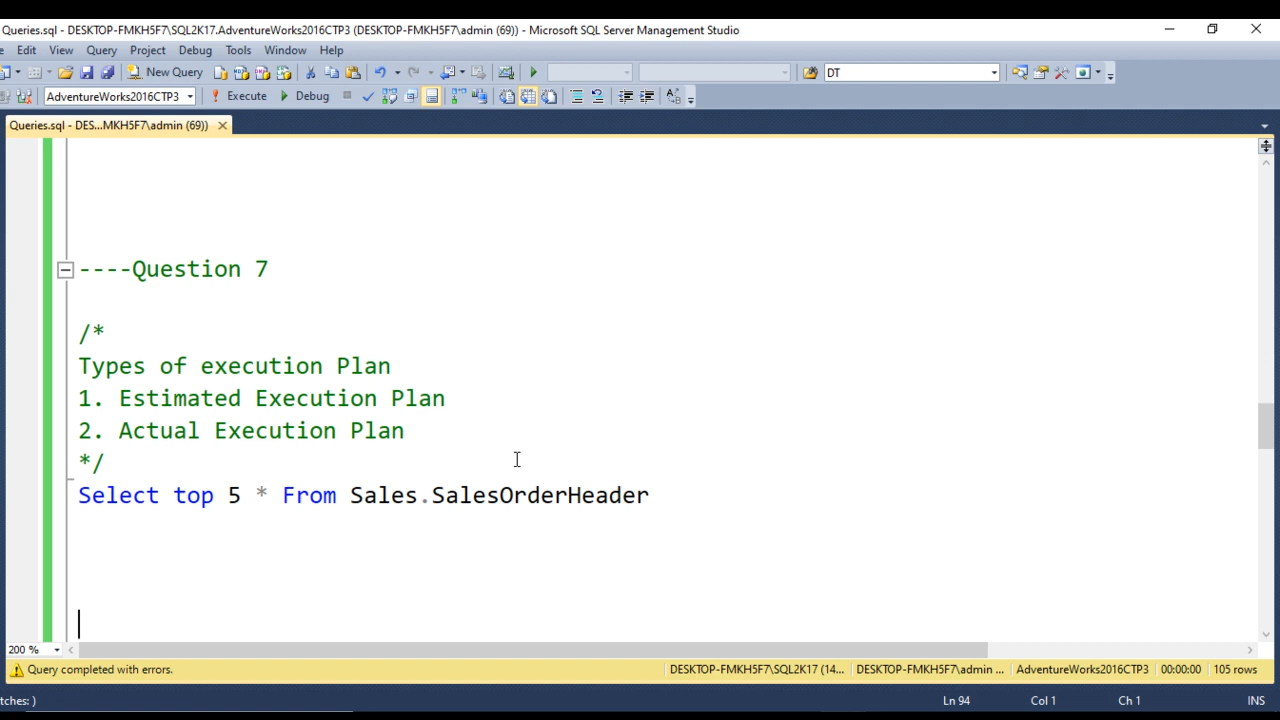 Queries.sql - DESKTOP-FMKH5F7\SQL2K17.AdventureWorks2016CTP3 (DESKTOP-FMKH5F7\admin (69)) - Microsoft SQL Server Management Studio
e Edit View Query Project Debug Tools Window Help
New Query DT
AdventureWorks2016CTP3 Execute Debug
Queries.sql - DES...MKH5F7\admin (69))
----Question 7
/*
Types of execution Plan
1. Estimated Execution Plan
2. Actual Execution Plan
*/
Select top 5 * From Sales.SalesOrderHeader
200 %
Query completed with errors. DESKTOP-FMKH5F7\SQL2K17 (14... DESKTOP-FMKH5F7\admin ... AdventureWorks2016CTP3 00:00:00 105 rows
tches: ) Ln 94 Col 1 Ch 1 INS